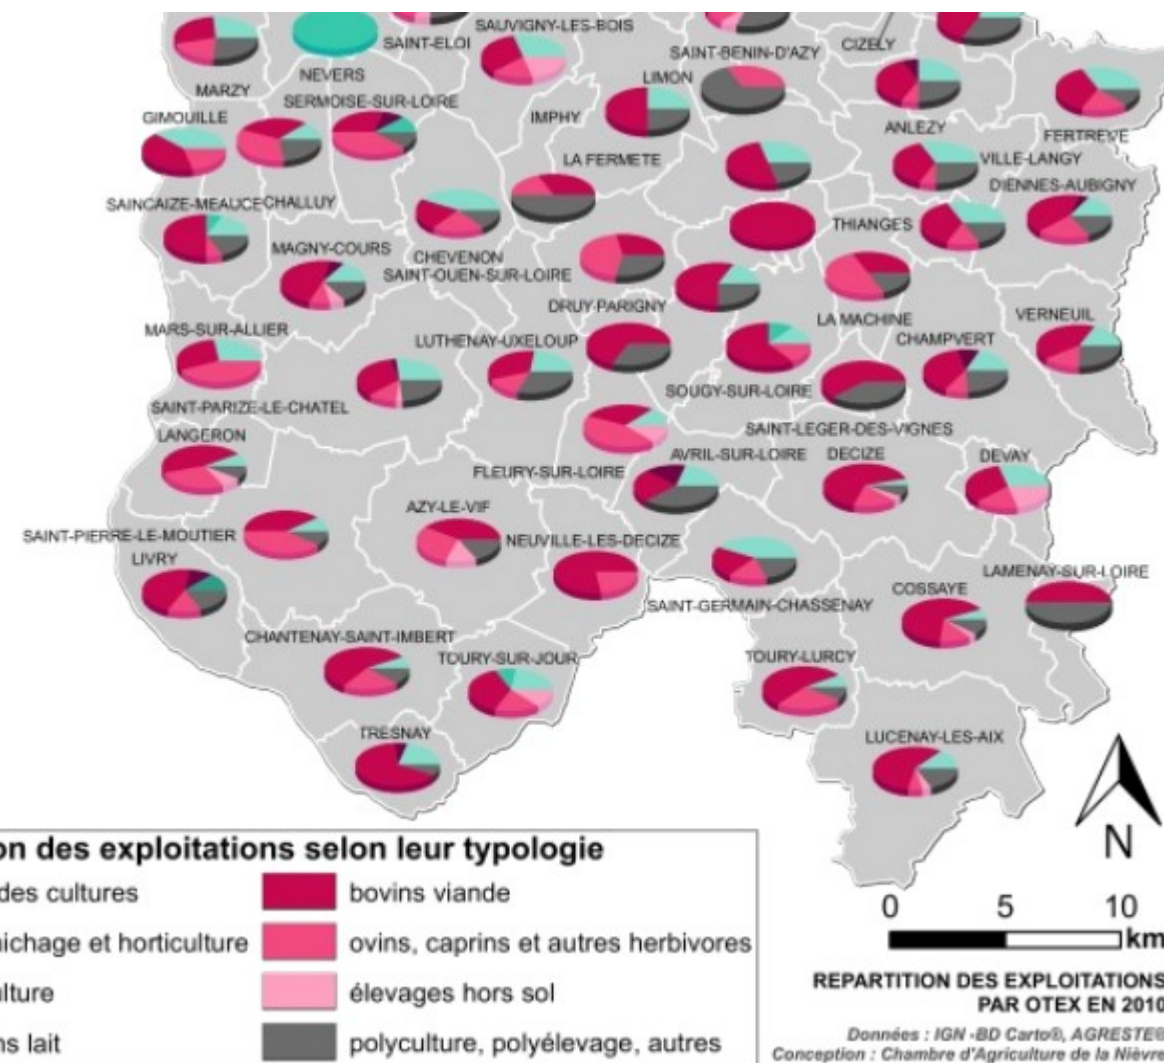 SAUVIGNY-LES-BOIS
SAINT-ELOI
CIZELY
SAINT-BENIN-D'AZY
NEVERS
LIMON
MARZY
SERMOISE-SUR-LOIRE
GIMOUILLE
IMPHY
ANLEZY
FERTREVE
LA FERMETE
VILLE-LANGY
DIENNES-AUBIGNY
SAINCAIZE-MEAUCE
CHALLUY
THIANGES
MAGNY-COURS
CHEVENON
SAINT-OUEN-SUR-LOIRE
DRUY-PARIGNY
LA MACHINE
VERNEUIL
MARS-SUR-ALLIER
LUTHENAY-UXELOUP
CHAMPVERT
SOUGY-SUR-LOIRE
SAINT-PARIZE-LE-CHATEL
SAINT-LEGER-DES-VIGNES
LANGERON
AVRIL-SUR-LOIRE
DECIZE
DEVAY
FLEURY-SUR-LOIRE
AZY-LE-VIF
SAINT-PIERRE-LE-MOUTIER
NEUVILLE-LES-DECIZE
LIVRY
LAMENAY-SUR-LOIRE
COSSAYE
SAINT-GERMAIN-CHASSENAY
CHANTENAY-SAINT-IMBERT
TOURY-SUR-JOUR
TOURY-LURCY
TRESNAY
LUCENAY-LES-AIX
N
on des exploitations selon leur typologie
des cultures
bovins viande
aichage et horticulture
ovins, caprins et autres herbivores
ulture
élevages hors sol
ns lait
polyculture, polyélevage, autres
0 5 10
km
REPARTITION DES EXPLOITATIONS
PAR OTEX EN 2010
Données : IGN -BD Carto®, AGRESTE®
Conception : Chambre d'Agriculture de la Nièvre